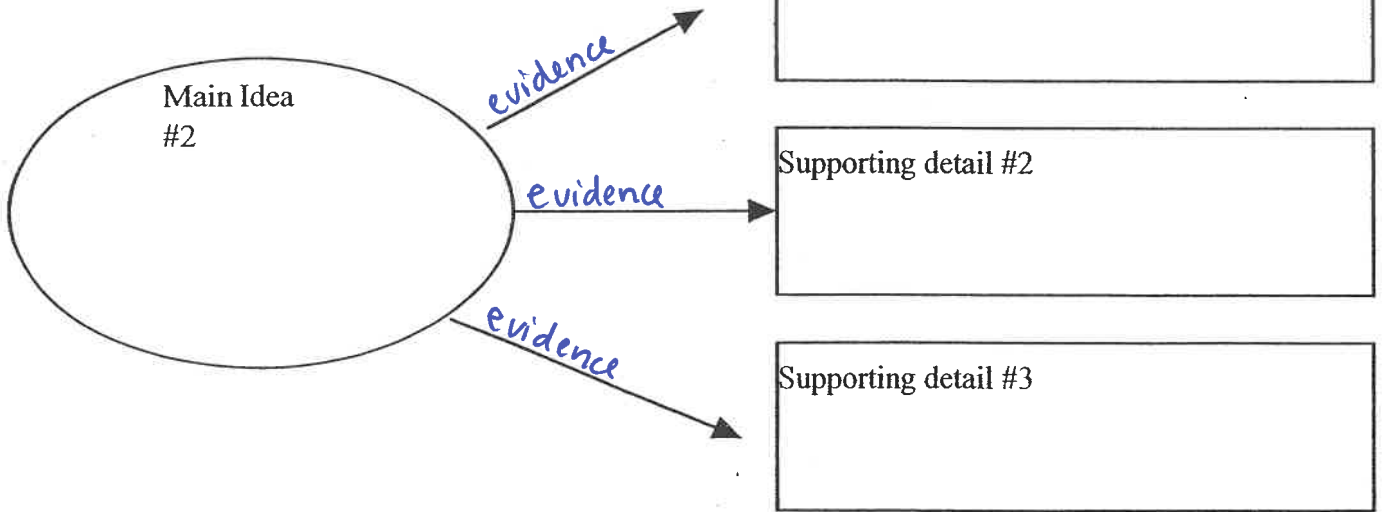 evidence
Main Idea
#2
Supporting detail #2
evidence
evidence
Supporting detail #3